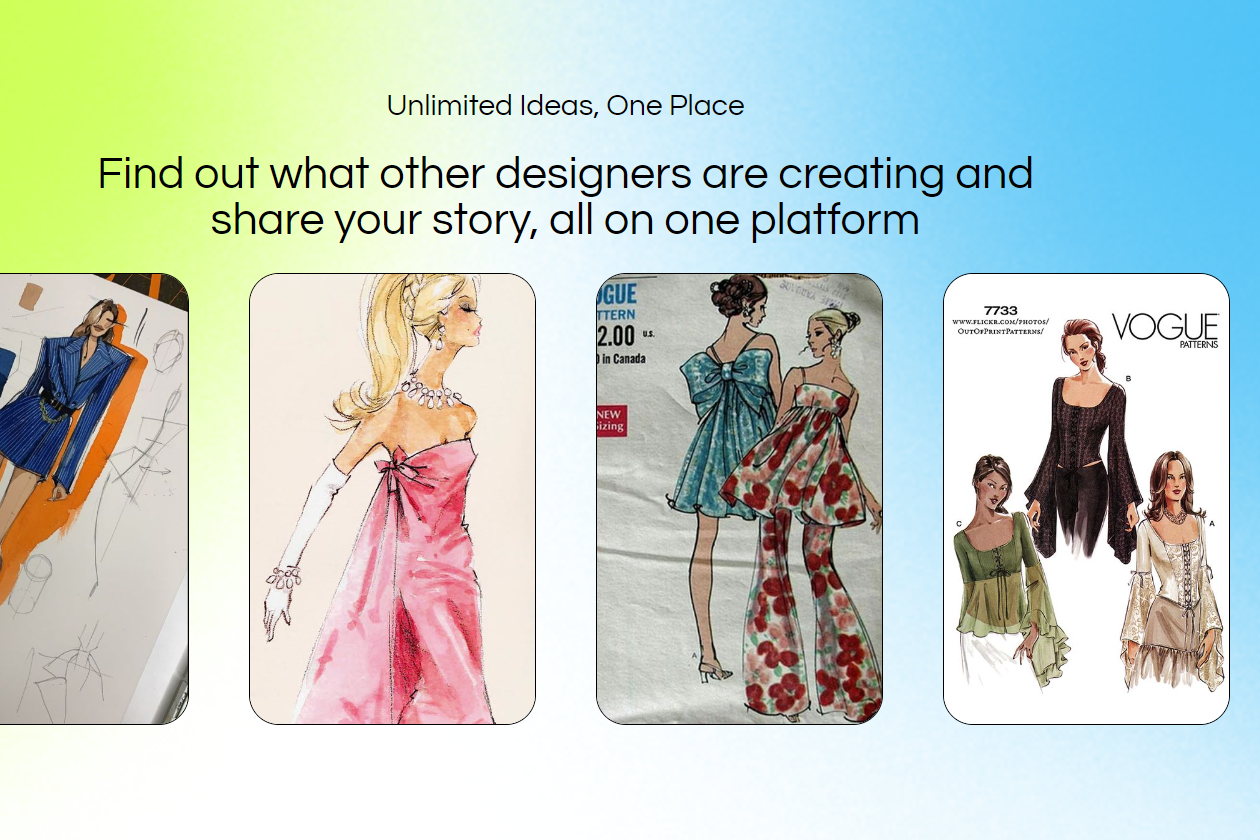 Unlimited Ideas, One Place
Find out what other designers are creating and
share your story, all on one platform
OGUE
TTERN
2.00 U.S.
0 in Canada
NEW
Sizing
A
7733
WWW.FLICKR.COM/PHOTOS/
OUTOFPRINTPATTERNS/
VOGUE
PATTERNS
B
C
A